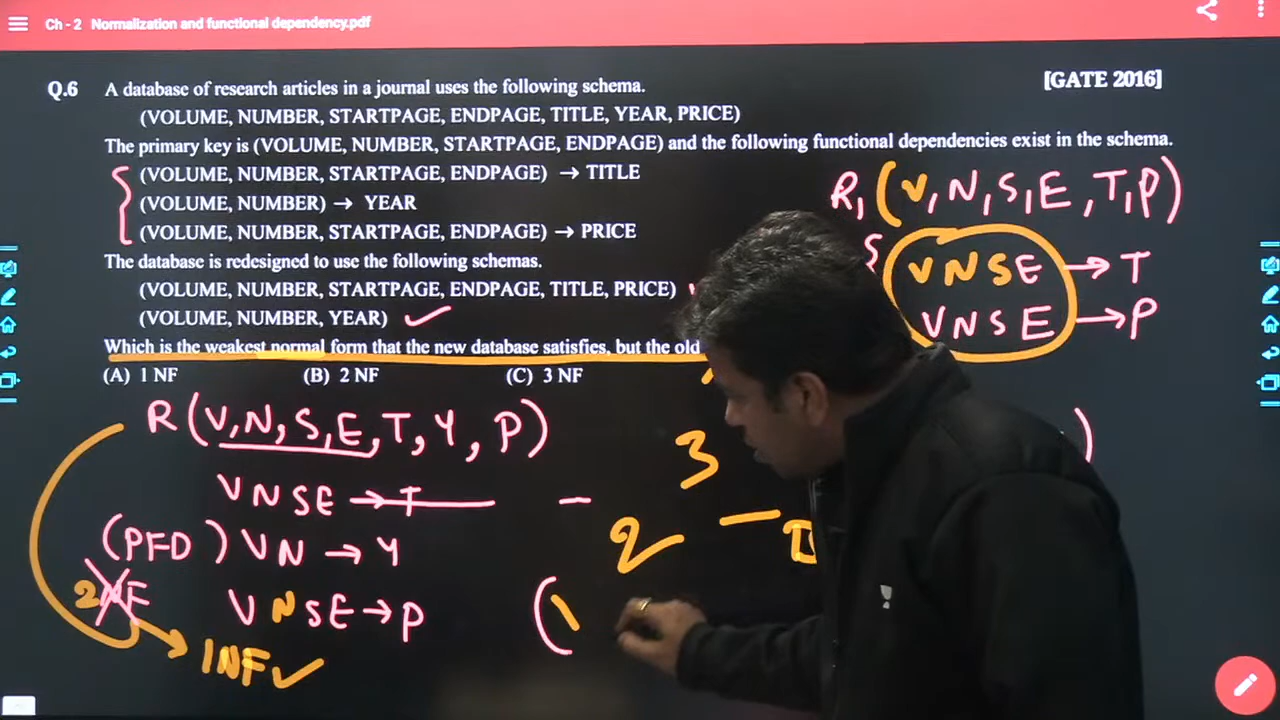 Ch - 2 Normalization and functional dependency.pdf
Q.6 A database of research articles in a journal uses the following schema. [GATE 2016]
(VOLUME, NUMBER, STARTPAGE, ENDPAGE, TITLE, YEAR, PRICE)
The primary key is (VOLUME, NUMBER, STARTPAGE, ENDPAGE) and the following functional dependencies exist in the schema.
(VOLUME, NUMBER, STARTPAGE, ENDPAGE) → TITLE
(VOLUME, NUMBER) → YEAR
(VOLUME, NUMBER, STARTPAGE, ENDPAGE) → PRICE
The database is redesigned to use the following schemas.
(VOLUME, NUMBER, STARTPAGE, ENDPAGE, TITLE, PRICE)
(VOLUME, NUMBER, YEAR) ✓
Which is the weakest normal form that the new database satisfies, but the old
(A) 1 NF (B) 2 NF (C) 3 NF
R1 (V, N, S, E, T, P)
VNSE → T
VNSE → P
R (V, N, S, E, T, Y, P)
VNSE → T
(PFD) VN → Y
2NF VNSE → P
1NF ✓
3
2 -
(1